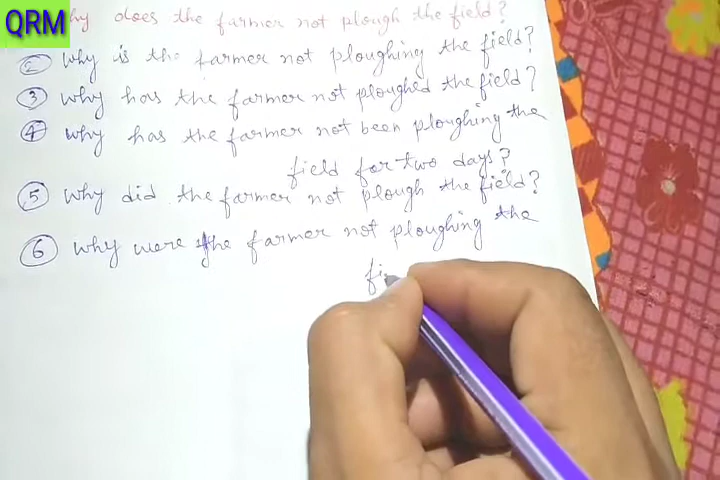 QRM
hy does the farmer not plough the field?
② why is the farmer not ploughing the field?
③ why has the farmer not ploughed the field?
④ why has the farmer not been ploughing the
field for two days?
⑤ why did the farmer not plough the field?
⑥ why were the farmer not ploughing the
fi